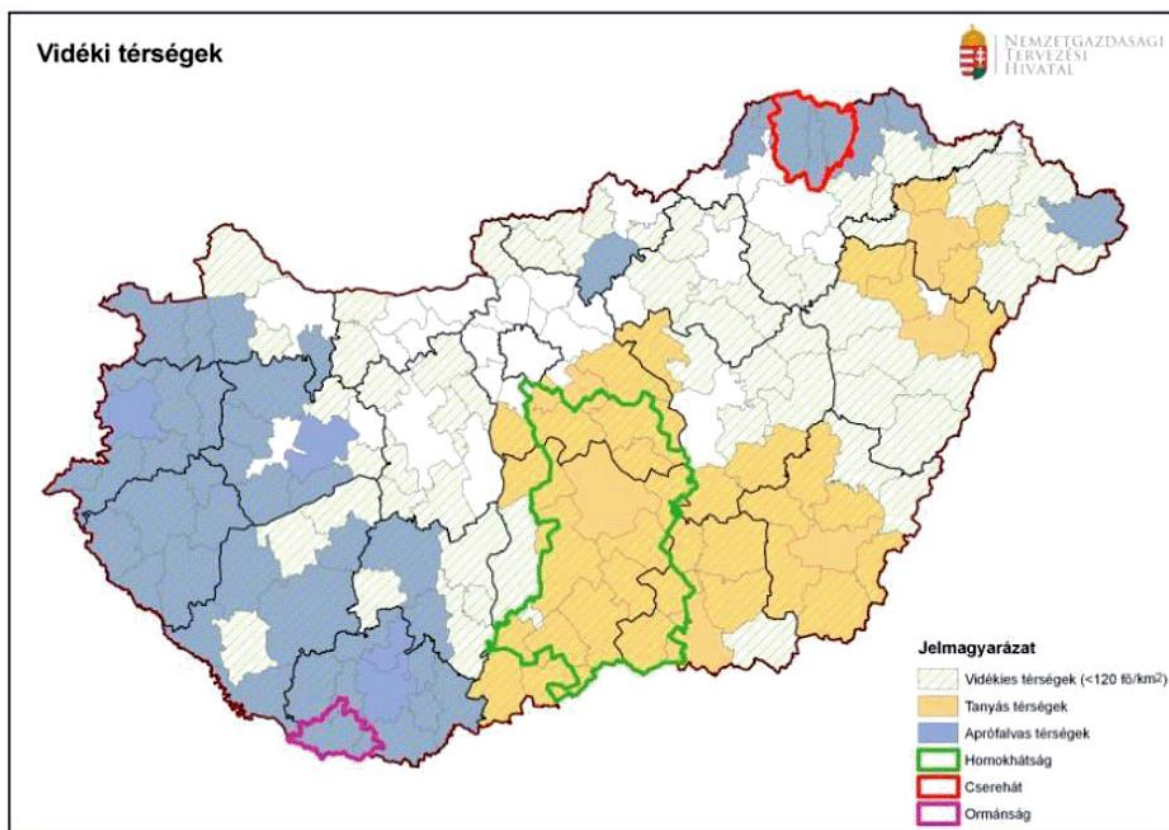 Vidéki térségek
NEMZETGAZDASÁGI
TERVEZÉSI
HIVATAL
Jelmagyarázat
Vidékies térségek (<120 fő/km2)
Tanyás térségek
Aprófalvas térségek
Homokhátság
Cserehát
Ormánság